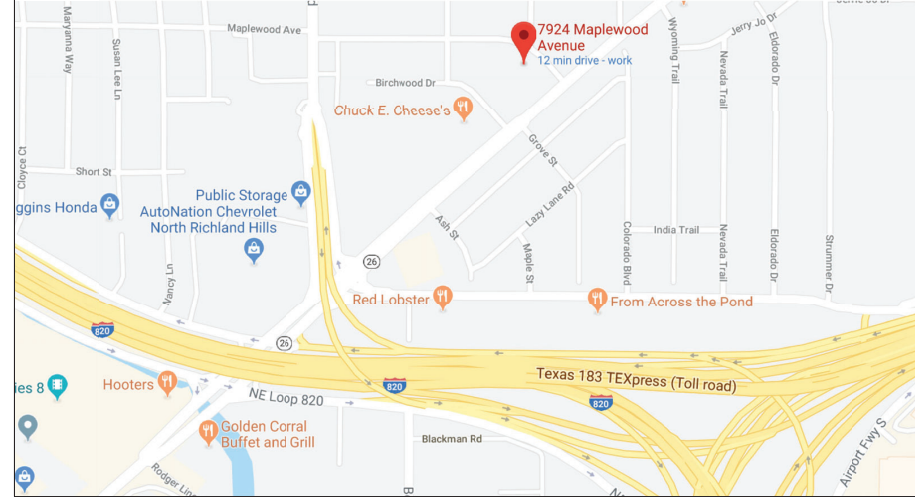 Maplewood Ave
Maryanna Way
Susan Lee Ln
7924 Maplewood
Avenue
12 min drive - work
Wyoming Trail
Jerry Jo Dr
Eldorado Dr
Nevada Trail
Birchwood Dr
Chuck E. Cheese's
Grove St
Cloyce Ct
Short St
Lazy Lane Rd
ggins Honda
Public Storage
AutoNation Chevrolet
North Richland Hills
Ash St
Maple St
Colorado Blvd
India Trail
Nevada Trail
Eldorado Dr
Strummer Dr
26
Nancy Ln
Red Lobster
From Across the Pond
820
26
Texas 183 TEXpress (Toll road)
ies 8
Hooters
820
NE Loop 820
820
Golden Corral
Buffet and Grill
Blackman Rd
Airport Fwy S
Rodger Line
B